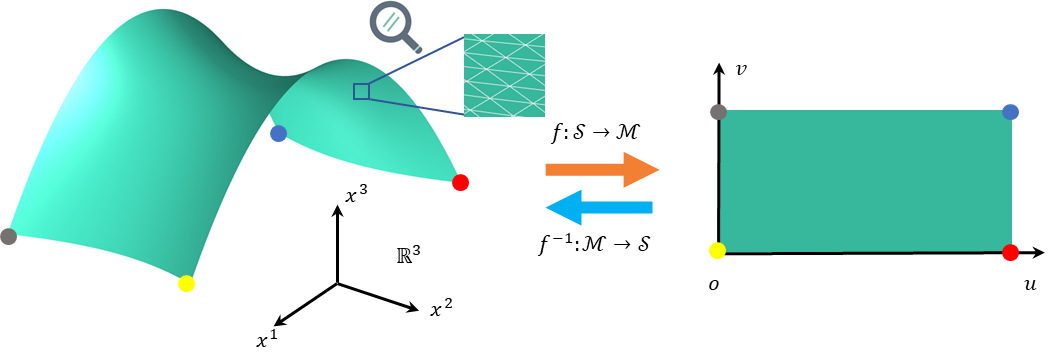 v
f: 𝒮 → ℳ
x³
f⁻¹: ℳ → 𝒮
ℝ³
o
u
x²
x¹